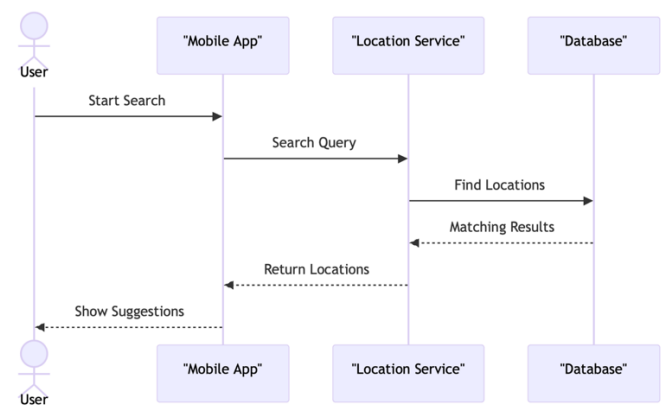 "Mobile App"
"Location Service"
"Database"
User
Start Search
Search Query
Find Locations
Matching Results
Return Locations
Show Suggestions
"Mobile App"
"Location Service"
"Database"
User